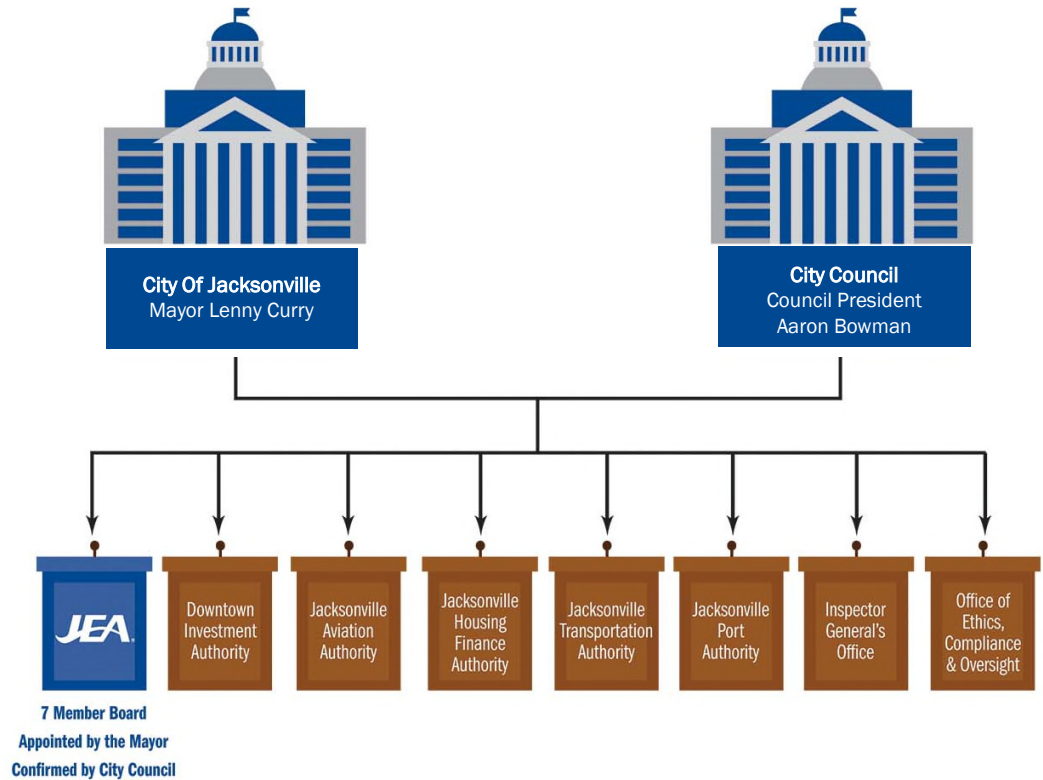 City Of Jacksonville
Mayor Lenny Curry
City Council
Council President
Aaron Bowman
JEA
Downtown
Investment
Authority
Jacksonville
Aviation
Authority
Jacksonville
Housing
Finance
Authority
Jacksonville
Transportation
Authority
Jacksonville
Port
Authority
Inspector
General's
Office
Office of
Ethics,
Compliance
& Oversight
7 Member Board
Appointed by the Mayor
Confirmed by City Council